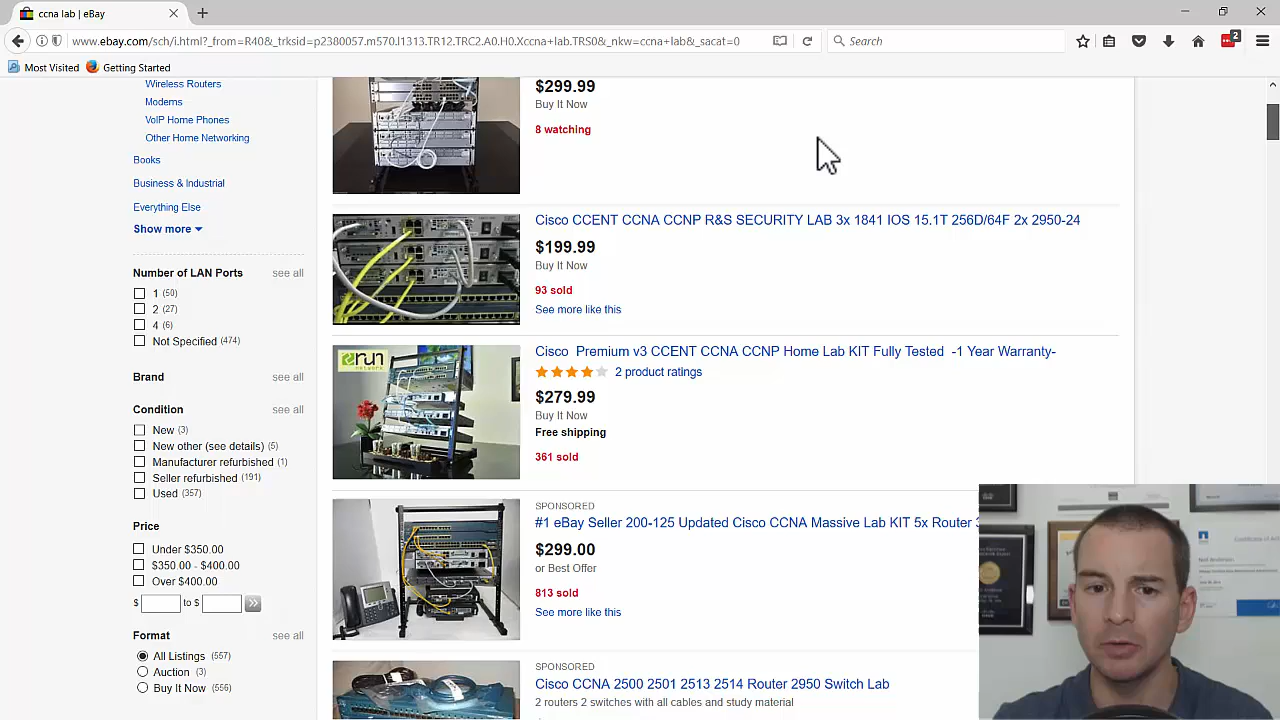 ccna lab | eBay
www.ebay.com/sch/i.html?_from=R40&_trksid=p2380057.m570.l1313.TR12.TRC2.A0.H0.Xccna+lab.TRS0&_nkw=ccna+lab&_sacat=0
Search
2
Most Visited
Getting Started
Wireless Routers
Modems
VoIP Home Phones
Other Home Networking
Books
Business & Industrial
Everything Else
Show more
Number of LAN Ports see all
1 (59)
2 (27)
4 (6)
Not Specified (474)
Brand see all
Condition see all
New
New other (see details) (5)
Manufacturer refurbished (1)
Seller refurbished (191)
Used (357)
Price
Under $350.00
$350.00 - $400.00
Over $400.00
$ to $
Format see all
All Listings (557)
Auction (3)
Buy It Now (556)
$299.99
Buy It Now
8 watching
Cisco CCENT CCNA CCNP R&S SECURITY LAB 3x 1841 IOS 15.1T 256D/64F 2x 2950-24
$199.99
Buy It Now
93 sold
See more like this
run
network
Cisco Premium v3 CCENT CCNA CCNP Home Lab KIT Fully Tested -1 Year Warranty-
2 product ratings
$279.99
Buy It Now
Free shipping
361 sold
SPONSORED
#1 eBay Seller 200-125 Updated Cisco CCNA Massive Lab KIT 5x Router
$299.00
or Best Offer
813 sold
See more like this
SPONSORED
Cisco CCNA 2500 2501 2513 2514 Router 2950 Switch Lab
2 routers 2 switches with all cables and study material